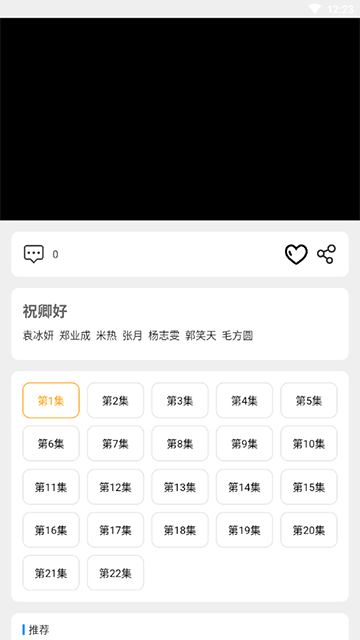 12:23
0
祝卿好
袁冰妍 郑业成 米热 张月 杨志雯 郭笑天 毛方圆
第1集 第2集 第3集 第4集 第5集
第6集 第7集 第8集 第9集 第10集
第11集 第12集 第13集 第14集 第15集
第16集 第17集 第18集 第19集 第20集
第21集 第22集
推荐